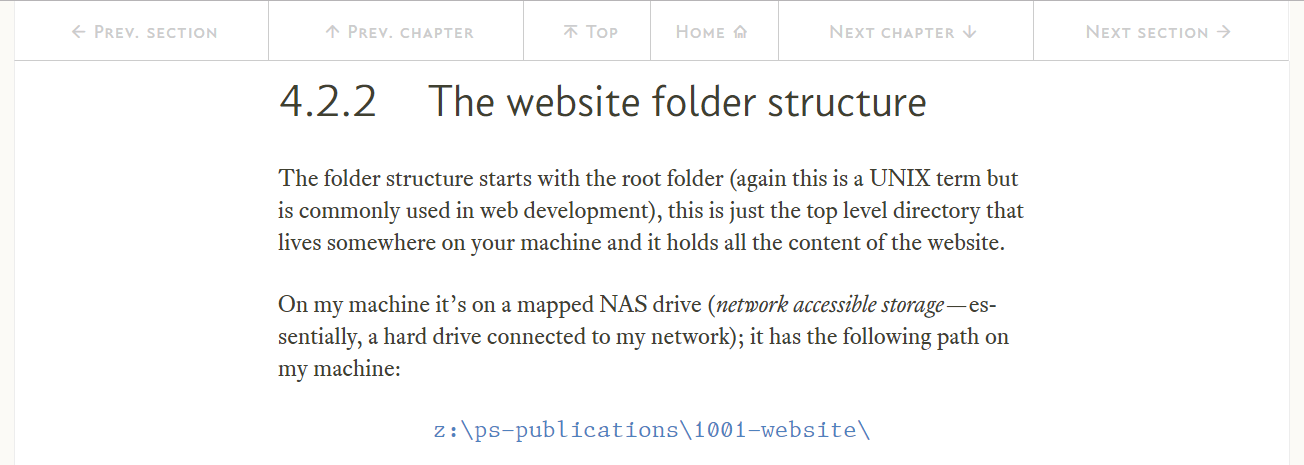 ← Prev. section ↑ Prev. chapter Top Home Next chapter ↓ Next section →
4.2.2 The website folder structure
The folder structure starts with the root folder (again this is a UNIX term but
is commonly used in web development), this is just the top level directory that
lives somewhere on your machine and it holds all the content of the website.
On my machine it’s on a mapped NAS drive (network accessible storage—es-
sentially, a hard drive connected to my network); it has the following path on
my machine:
z:\ps-publications\1001-website\